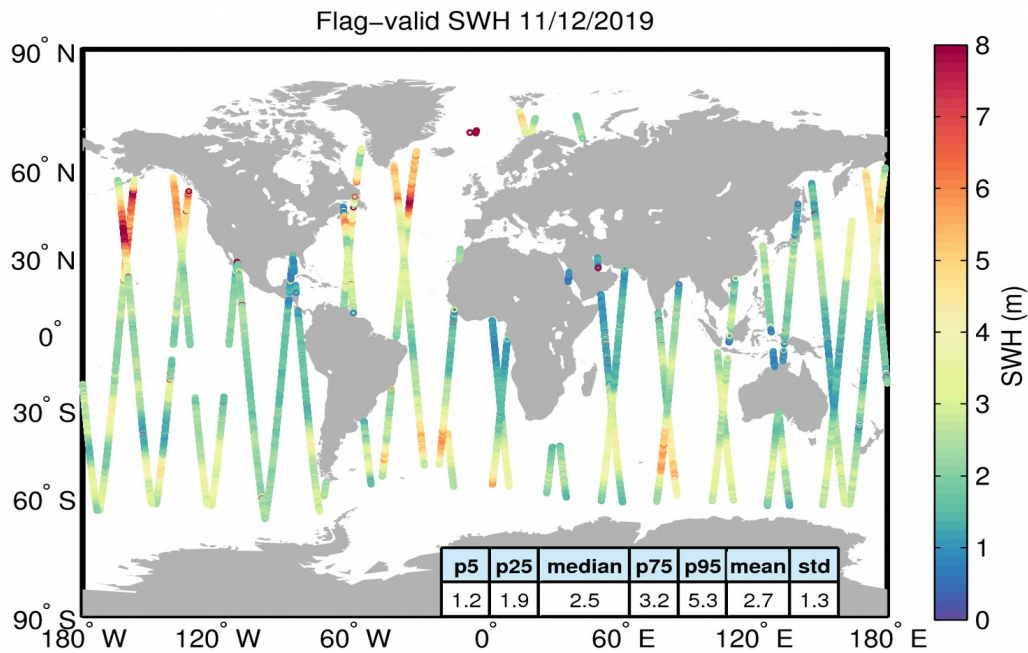 Flag−valid SWH 11/12/2019
90° N
60° N
30° N
0°
30° S
60° S
90° S
180° W
120° W
60° W
0°
60° E
120° E
180° E
p5 p25 median p75 p95 mean std
1.2 1.9 2.5 3.2 5.3 2.7 1.3
8
7
6
5
4
3
2
1
0
SWH (m)